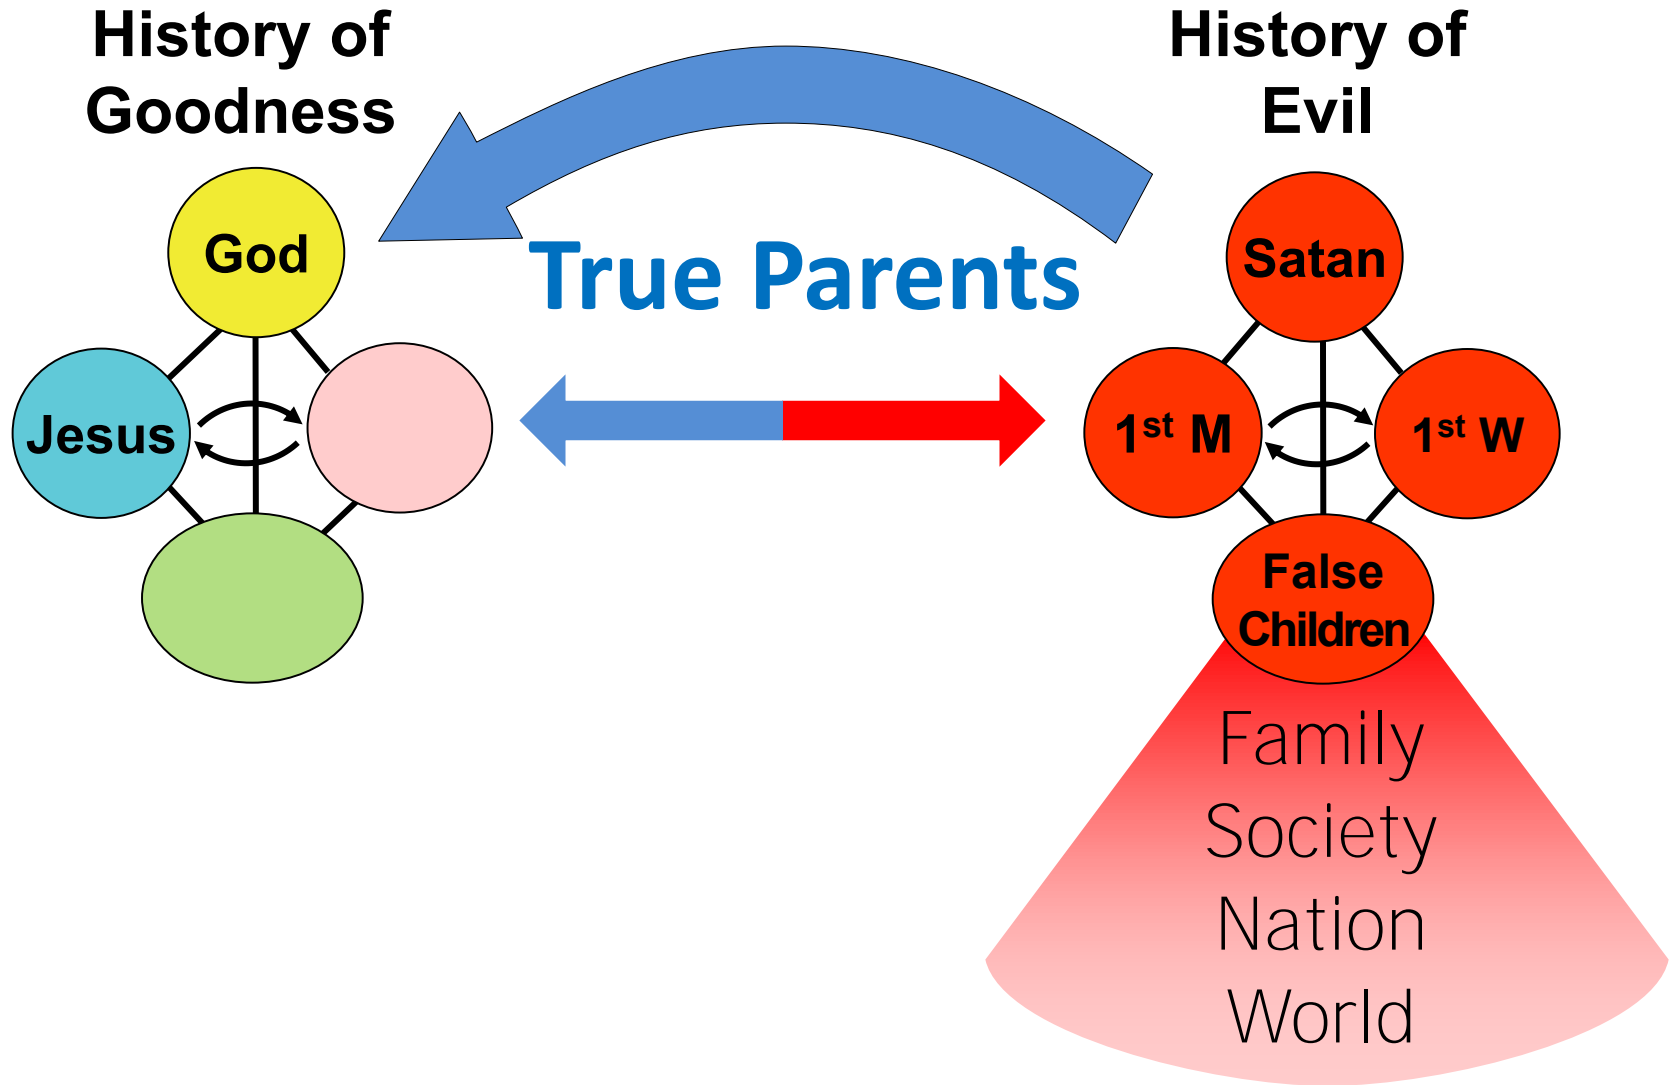 History of
Goodness
God
Jesus
True Parents
History of
Evil
Satan
1st M
1st W
False
Children
Family
Society
Nation
World